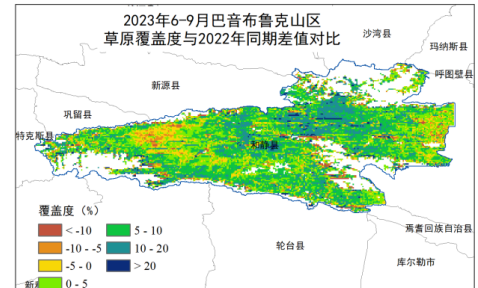 2023年6-9月巴音布鲁克山区
草原覆盖度与2022年同期差值对比
沙湾县
玛纳斯县
呼图壁县
新源县
巩留县
特克斯县
和静县
焉耆回族自治县
轮台县
库尔勒市
覆盖度 (%)
< -10
-10 - -5
-5 - 0
0 - 5
5 - 10
10 - 20
> 20